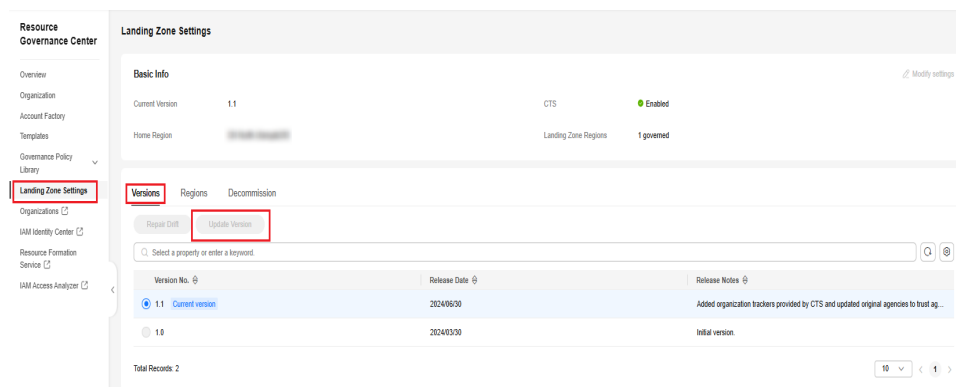 Resource
Governance Center
Overview
Organization
Account Factory
Templates
Governance Policy
Library
Landing Zone Settings
Organizations
IAM Identity Center
Resource Formation
Service
IAM Access Analyzer
Landing Zone Settings
Basic Info
Modify settings
Current Version 1.1 CTS Enabled
Home Region Landing Zone Regions 1 governed
Versions Regions Decommission
Repair Drift Update Version
Select a property or enter a keyword.
Version No. Release Date Release Notes
1.1 Current version 2024/06/30 Added organization trackers provided by CTS and updated original agencies to trust ag...
1.0 2024/03/30 Initial version.
Total Records: 2 10 1